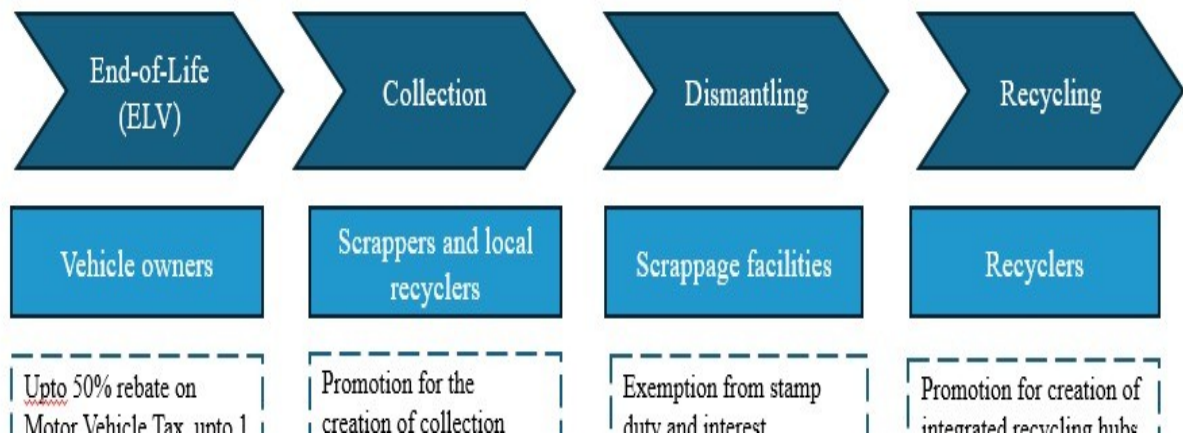 End-of-Life
(ELV)
Collection
Dismantling
Recycling
Vehicle owners
Scrappers and local
recyclers
Scrappage facilities
Recyclers
Upto 50% rebate on
Motor Vehicle Tax, upto 1
Promotion for the
creation of collection
Exemption from stamp
duty and interest
Promotion for creation of
integrated recycling hubs